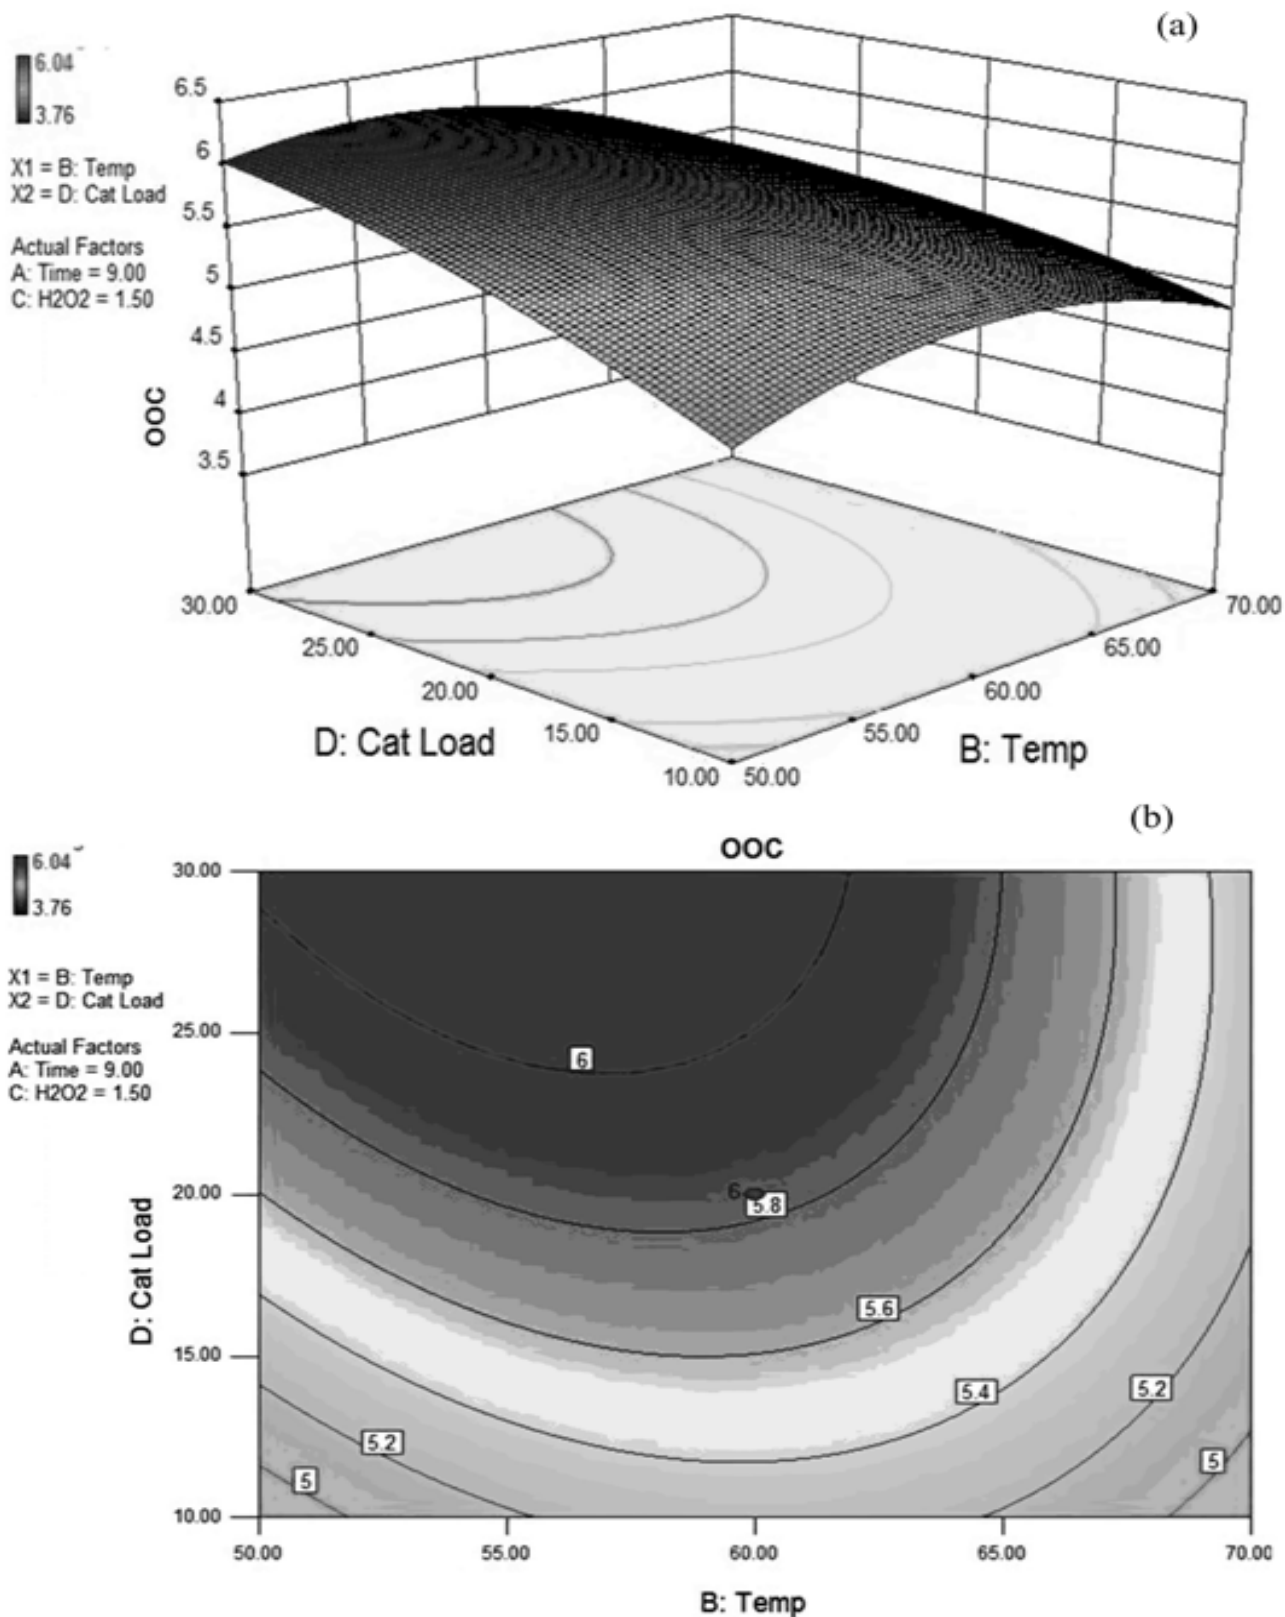 (a)
6.04
3.76
X1 = B: Temp
X2 = D: Cat Load
Actual Factors
A: Time = 9.00
C: H2O2 = 1.50
6.5
6
5.5
5
4.5
4
3.5
OOC
30.00
25.00
20.00
15.00
10.00
D: Cat Load
50.00
55.00
60.00
65.00
70.00
B: Temp
(b)
OOC
6.04
3.76
X1 = B: Temp
X2 = D: Cat Load
Actual Factors
A: Time = 9.00
C: H2O2 = 1.50
30.00
25.00
20.00
15.00
10.00
D: Cat Load
6
6
5.8
5.6
5.4
5.2
5.2
5
5
50.00
55.00
60.00
65.00
70.00
B: Temp